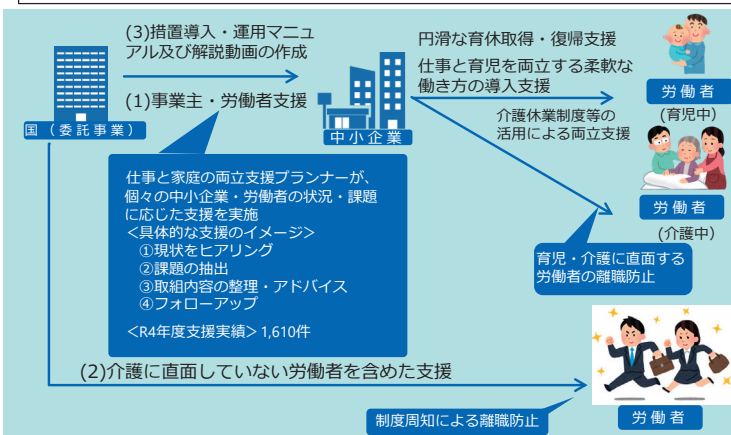 (3)措置導入・運用マニュ
アル及び解説動画の作成
(1)事業主・労働者支援
国（委託事業）
中小企業
円滑な育休取得・復帰支援
仕事と育児を両立する柔軟な
働き方の導入支援
介護休業制度等の
活用による両立支援
労働者
(育児中)
労働者
(介護中)
仕事と家庭の両立支援プランナーが、
個々の中小企業・労働者の状況・課題
に応じた支援を実施
<具体的な支援のイメージ>
①現状をヒアリング
②課題の抽出
③取組内容の整理・アドバイス
④フォローアップ
<R4年度支援実績> 1,610件
育児・介護に直面する
労働者の離職防止
(2)介護に直面していない労働者を含めた支援
制度周知による離職防止
労働者